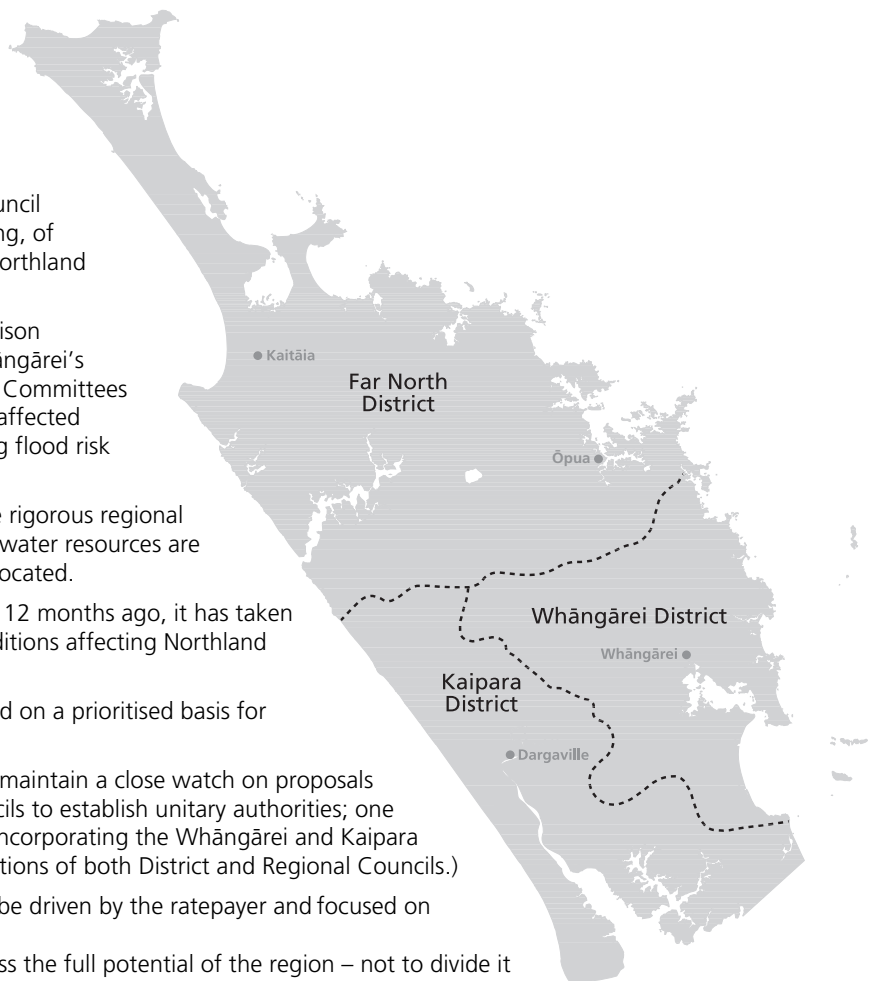 uncil
ng, of
orthland
ison
āngārei's
Committees
affected
g flood risk
e rigorous regional
water resources are
ocated.
12 months ago, it has taken
ditions affecting Northland
d on a prioritised basis for
maintain a close watch on proposals
cils to establish unitary authorities; one
incorporating the Whāngārei and Kaipara
tions of both District and Regional Councils.)
be driven by the ratepayer and focused on
ss the full potential of the region – not to divide it
Kaitāia
Far North
District
Ōpua
Whāngārei District
Whāngārei
Kaipara
District
Dargaville